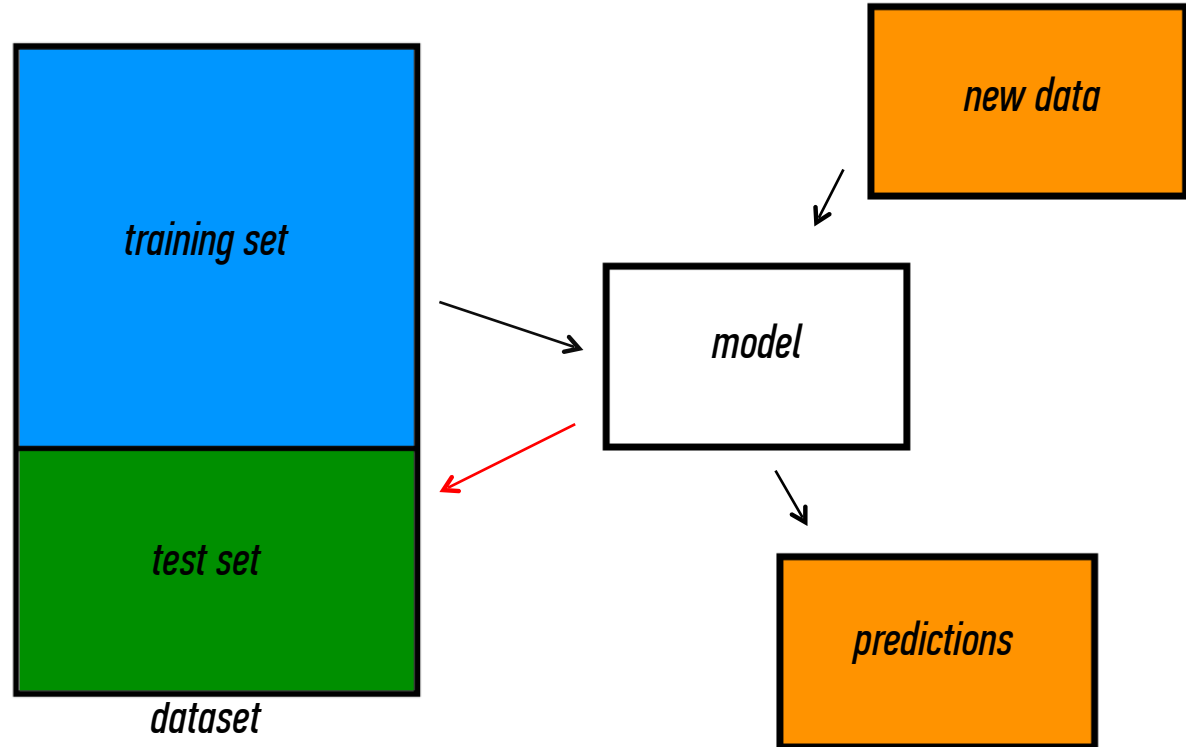 new data
training set
model
test set
predictions
dataset